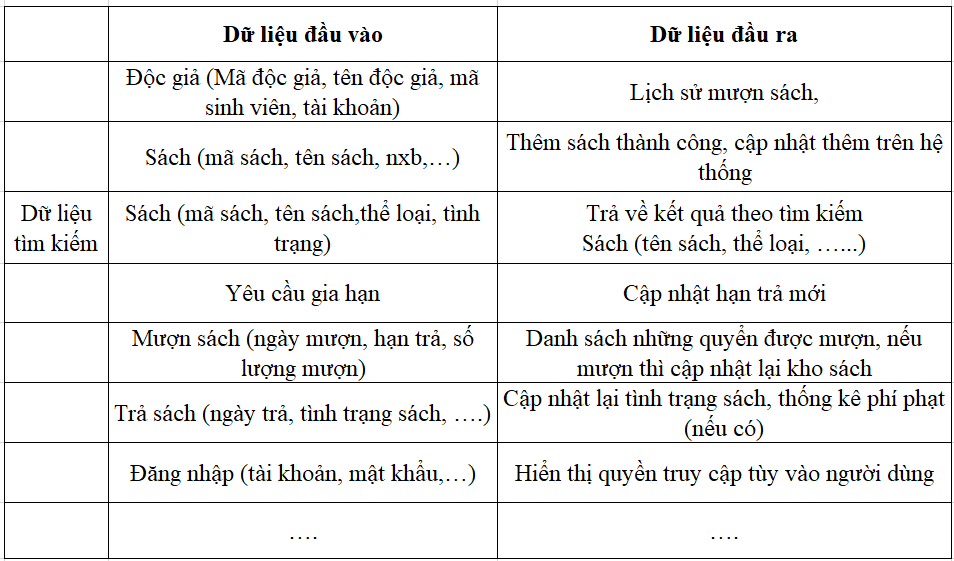 Dữ liệu đầu vào
Dữ liệu đầu ra
Độc giả (Mã độc giả, tên độc giả, mã
sinh viên, tài khoản)
Lịch sử mượn sách,
Sách (mã sách, tên sách, nxb,…)
Thêm sách thành công, cập nhật thêm trên hệ
thống
Dữ liệu
tìm kiếm
Sách (mã sách, tên sách,thể loại, tình
trạng)
Trả về kết quả theo tìm kiếm
Sách (tên sách, thể loại, …...)
Yêu cầu gia hạn
Cập nhật hạn trả mới
Mượn sách (ngày mượn, hạn trả, số
lượng mượn)
Danh sách những quyển được mượn, nếu
mượn thì cập nhật lại kho sách
Trả sách (ngày trả, tình trạng sách, ….)
Cập nhật lại tình trạng sách, thống kê phí phạt
(nếu có)
Đăng nhập (tài khoản, mật khẩu,…)
Hiển thị quyền truy cập tùy vào người dùng
….
….